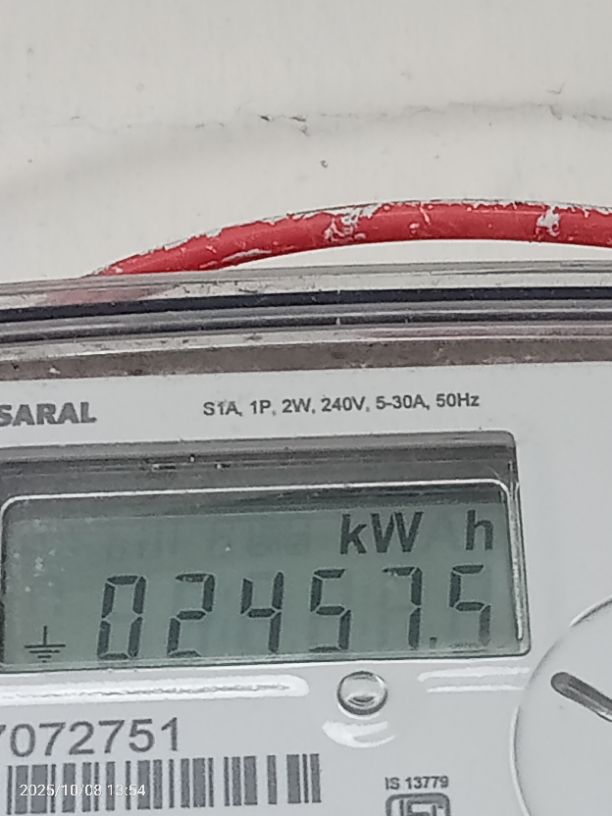 SARAL
S1A, 1P, 2W, 240V, 5-30A, 50Hz
kW h
02457.5
7072751
2025/10/08 13:54
IS 13779